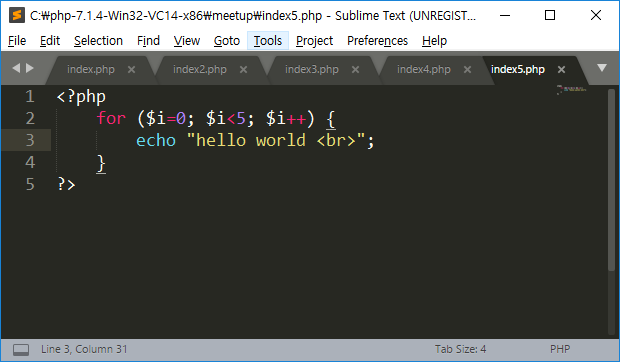 C:₩php-7.1.4-Win32-VC14-x86₩meetup₩index5.php - Sublime Text (UNREGIST...
File Edit Selection Find View Goto Tools Project Preferences Help
index.php × index2.php × index3.php × index4.php × index5.php ×
1 <?php
2     for ($i=0; $i<5; $i++) {
3         echo "hello world <br>";
4     }
5 ?>
Line 3, Column 31 Tab Size: 4 PHP